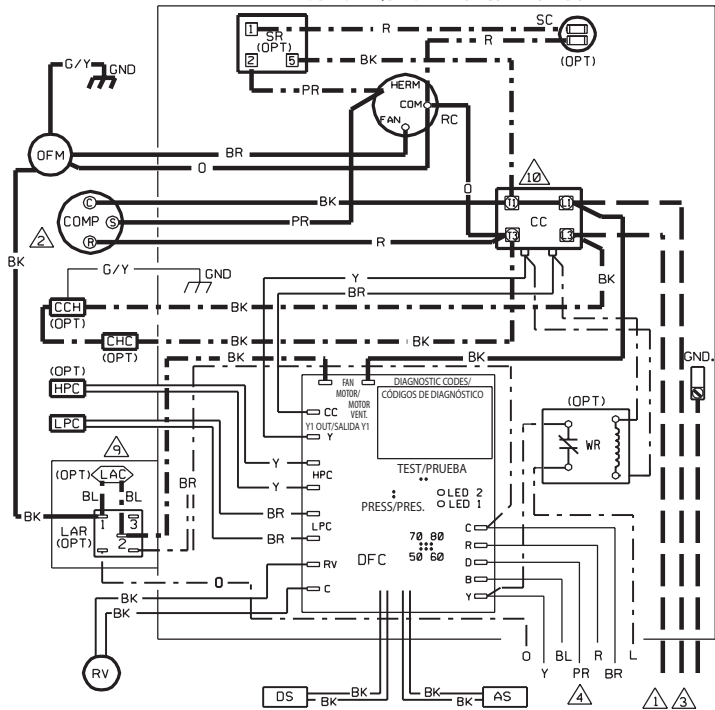 1
SR
(OPT)
2
5
R
SC
R
(OPT)
BK
PR
HERM
COM
FAN
RC
G/Y
GND
OFM
BR
O
O
10
T1
L1
CC
T3
L3
C
COMP
S
R
2
BK
PR
R
BK
G/Y
GND
Y
BR
BK
CCH
(OPT)
BK
BK
CHC
(OPT)
BK
BK
BK
BK
GND.
(OPT)
HPC
LPC
FAN
MOTOR/
MOTOR
VENT.
DIAGNOSTIC CODES/
CÓDIGOS DE DIAGNÓSTICO
CC
Y1 OUT/SALIDA Y1
Y
(OPT)
WR
9
(OPT)
LAC
BL
BL
BR
Y
HPC
Y
TEST/PRUEBA
PRESS/PRES.
LED 2
LED 1
BK
LAR
(OPT)
1
3
2
BR
LPC
BR
70 80
50 60
DFC
C
R
D
B
Y
RV
C
O
BK
BK
RV
O
Y
BL
PR
R
BR
L
4
1
3
DS
BK
BK
BK
BK
AS